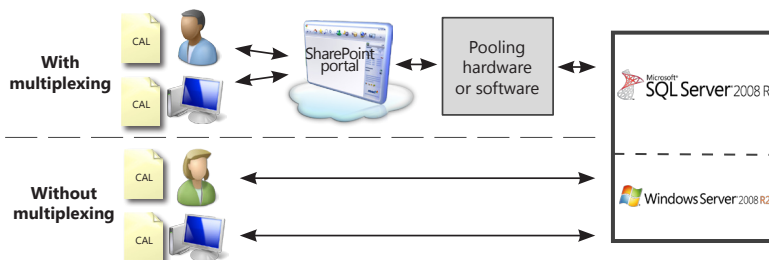 With
multiplexing
CAL
CAL
SharePoint
portal
Pooling
hardware
or software
Microsoft
SQL Server 2008 R
Without
multiplexing
CAL
CAL
Windows Server 2008 R2